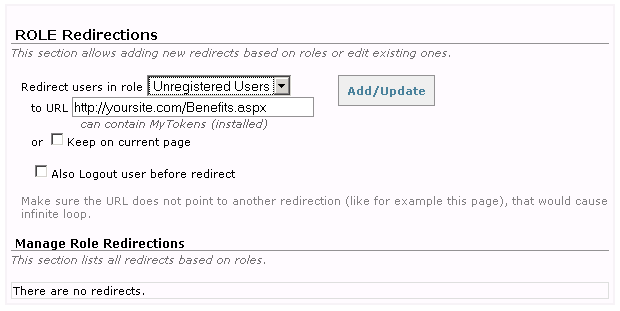 ROLE Redirections
This section allows adding new redirects based on roles or edit existing ones.
Redirect users in role Unregistered Users Add/Update
to URL http://yoursite.com/Benefits.aspx
can contain MyTokens (installed)
or Keep on current page
Also Logout user before redirect
Make sure the URL does not point to another redirection (like for example this page), that would cause
infinite loop.
Manage Role Redirections
This section lists all redirects based on roles.
There are no redirects.